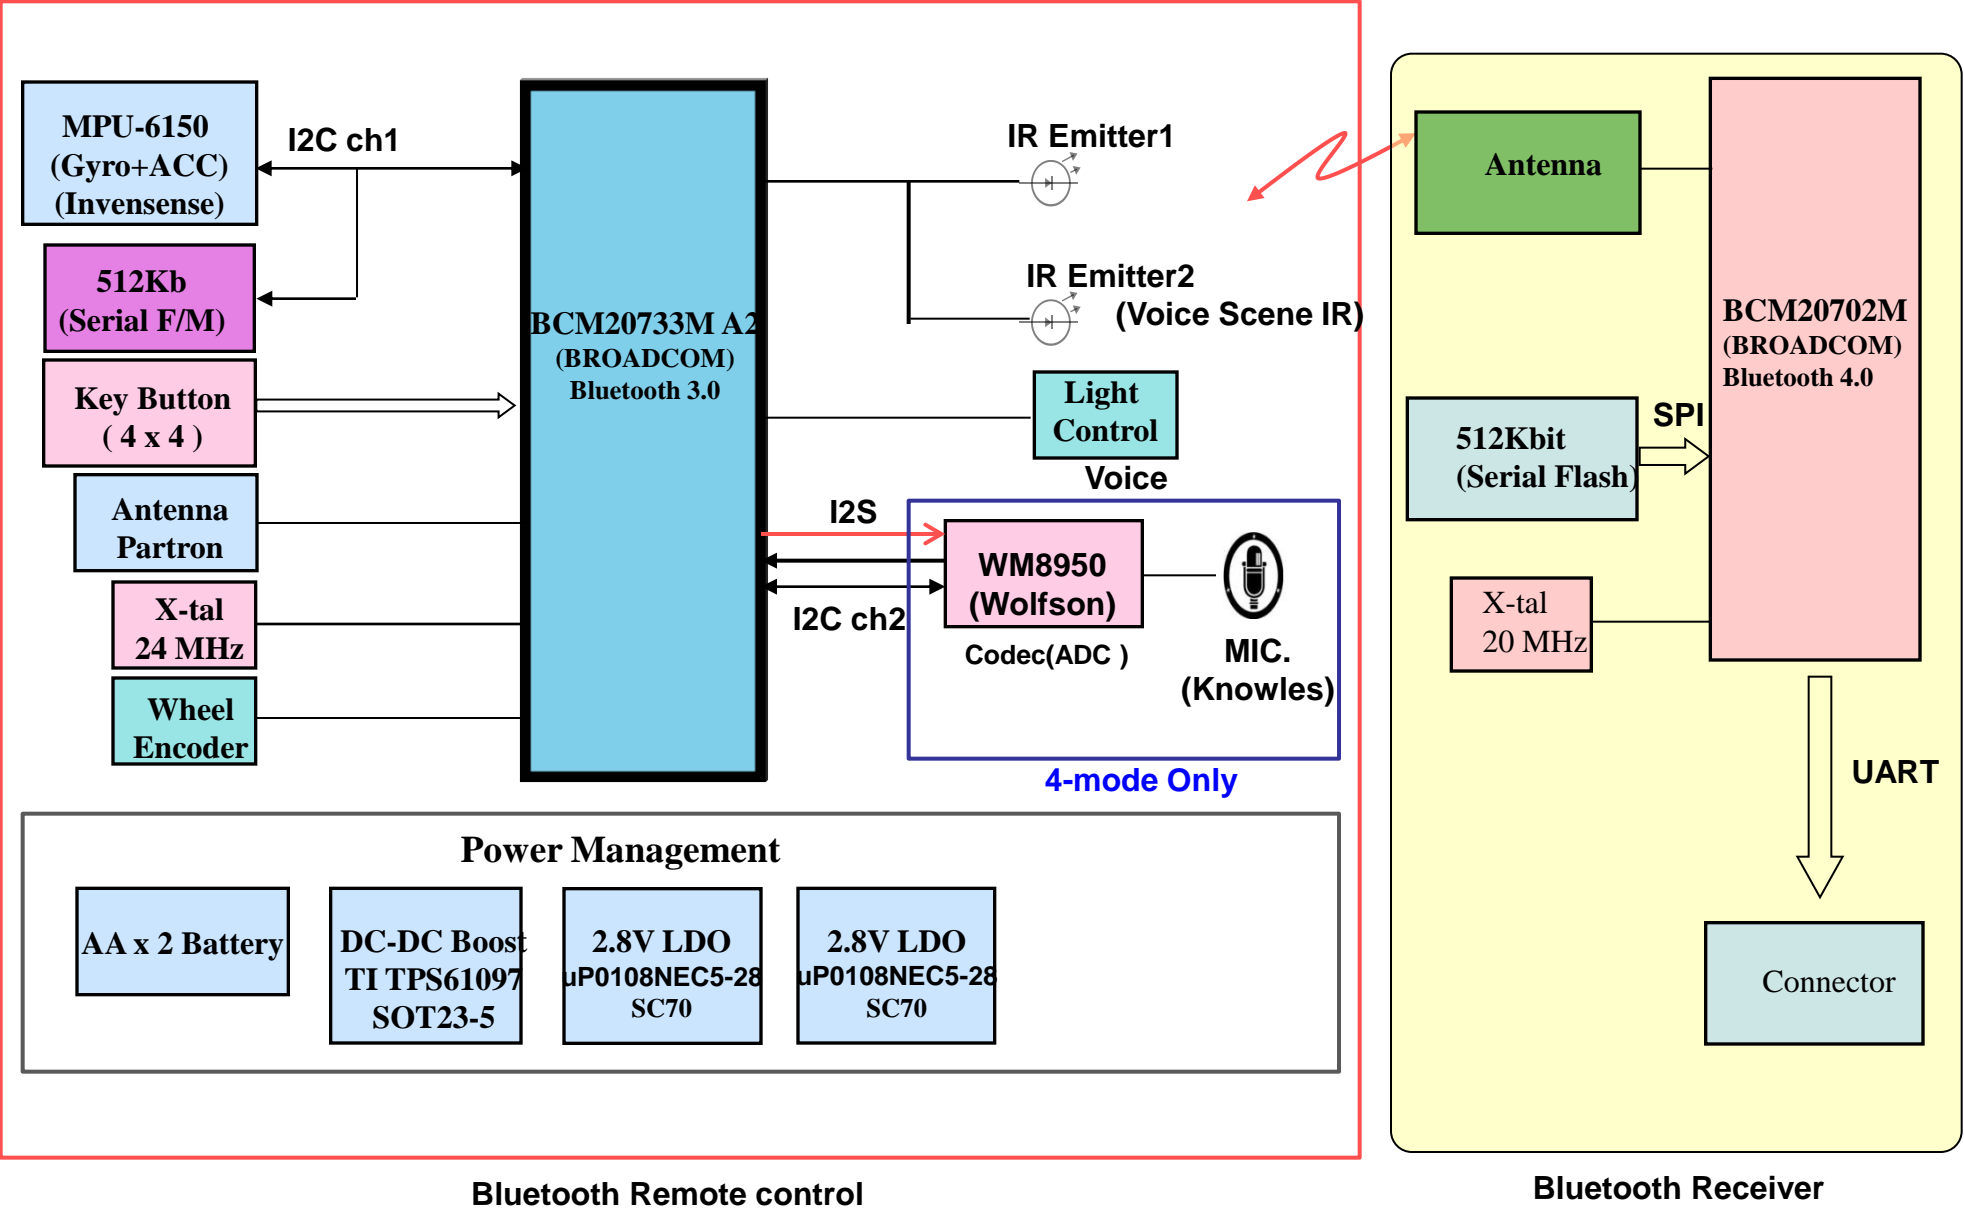 MPU-6150
(Gyro+ACC)
(Invensense)
I2C ch1
512Kb
(Serial F/M)
Key Button
( 4 x 4 )
Antenna
Partron
X-tal
24 MHz
Wheel
Encoder
BCM20733M A2
(BROADCOM)
Bluetooth 3.0
IR Emitter1
IR Emitter2
(Voice Scene IR)
Light
Control
Voice
I2S
WM8950
(Wolfson)
I2C ch2
Codec(ADC )
MIC.
(Knowles)
4-mode Only
Power Management
AA x 2 Battery
DC-DC Boost
TI TPS61097
SOT23-5
2.8V LDO
uP0108NEC5-28
SC70
2.8V LDO
uP0108NEC5-28
SC70
Bluetooth Remote control
Antenna
BCM20702M
(BROADCOM)
Bluetooth 4.0
SPI
512Kbit
(Serial Flash)
X-tal
20 MHz
UART
Connector
Bluetooth Receiver